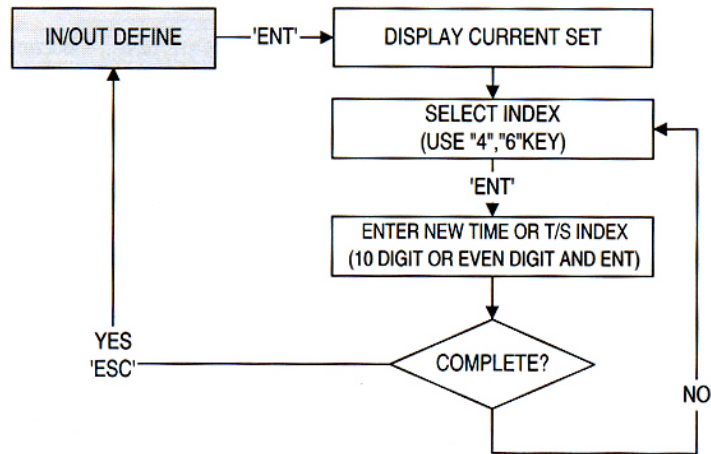 IN/OUT DEFINE
'ENT'
DISPLAY CURRENT SET
SELECT INDEX
(USE "4","6"KEY)
'ENT'
ENTER NEW TIME OR T/S INDEX
(10 DIGIT OR EVEN DIGIT AND ENT)
COMPLETE?
YES
'ESC'
NO